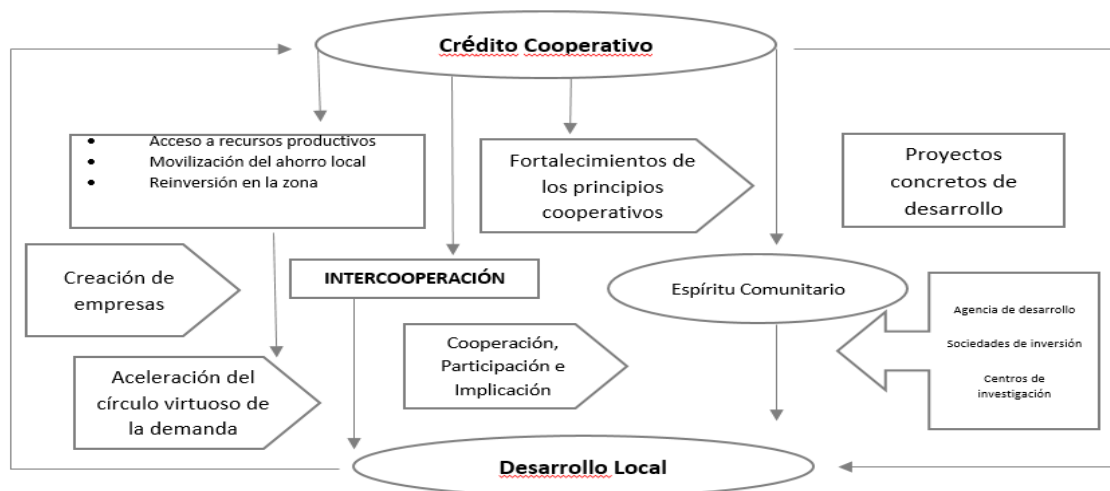 Crédito Cooperativo
Acceso a recursos productivos
Movilización del ahorro local
Reinversión en la zona
Fortalecimientos de
los principios
cooperativos
Proyectos
concretos de
desarrollo
Creación de
empresas
INTERCOOPERACIÓN
Espíritu Comunitario
Agencia de desarrollo
Sociedades de inversión
Centros de
investigación
Cooperación,
Participación e
Implicación
Aceleración del
círculo virtuoso de
la demanda
Desarrollo Local